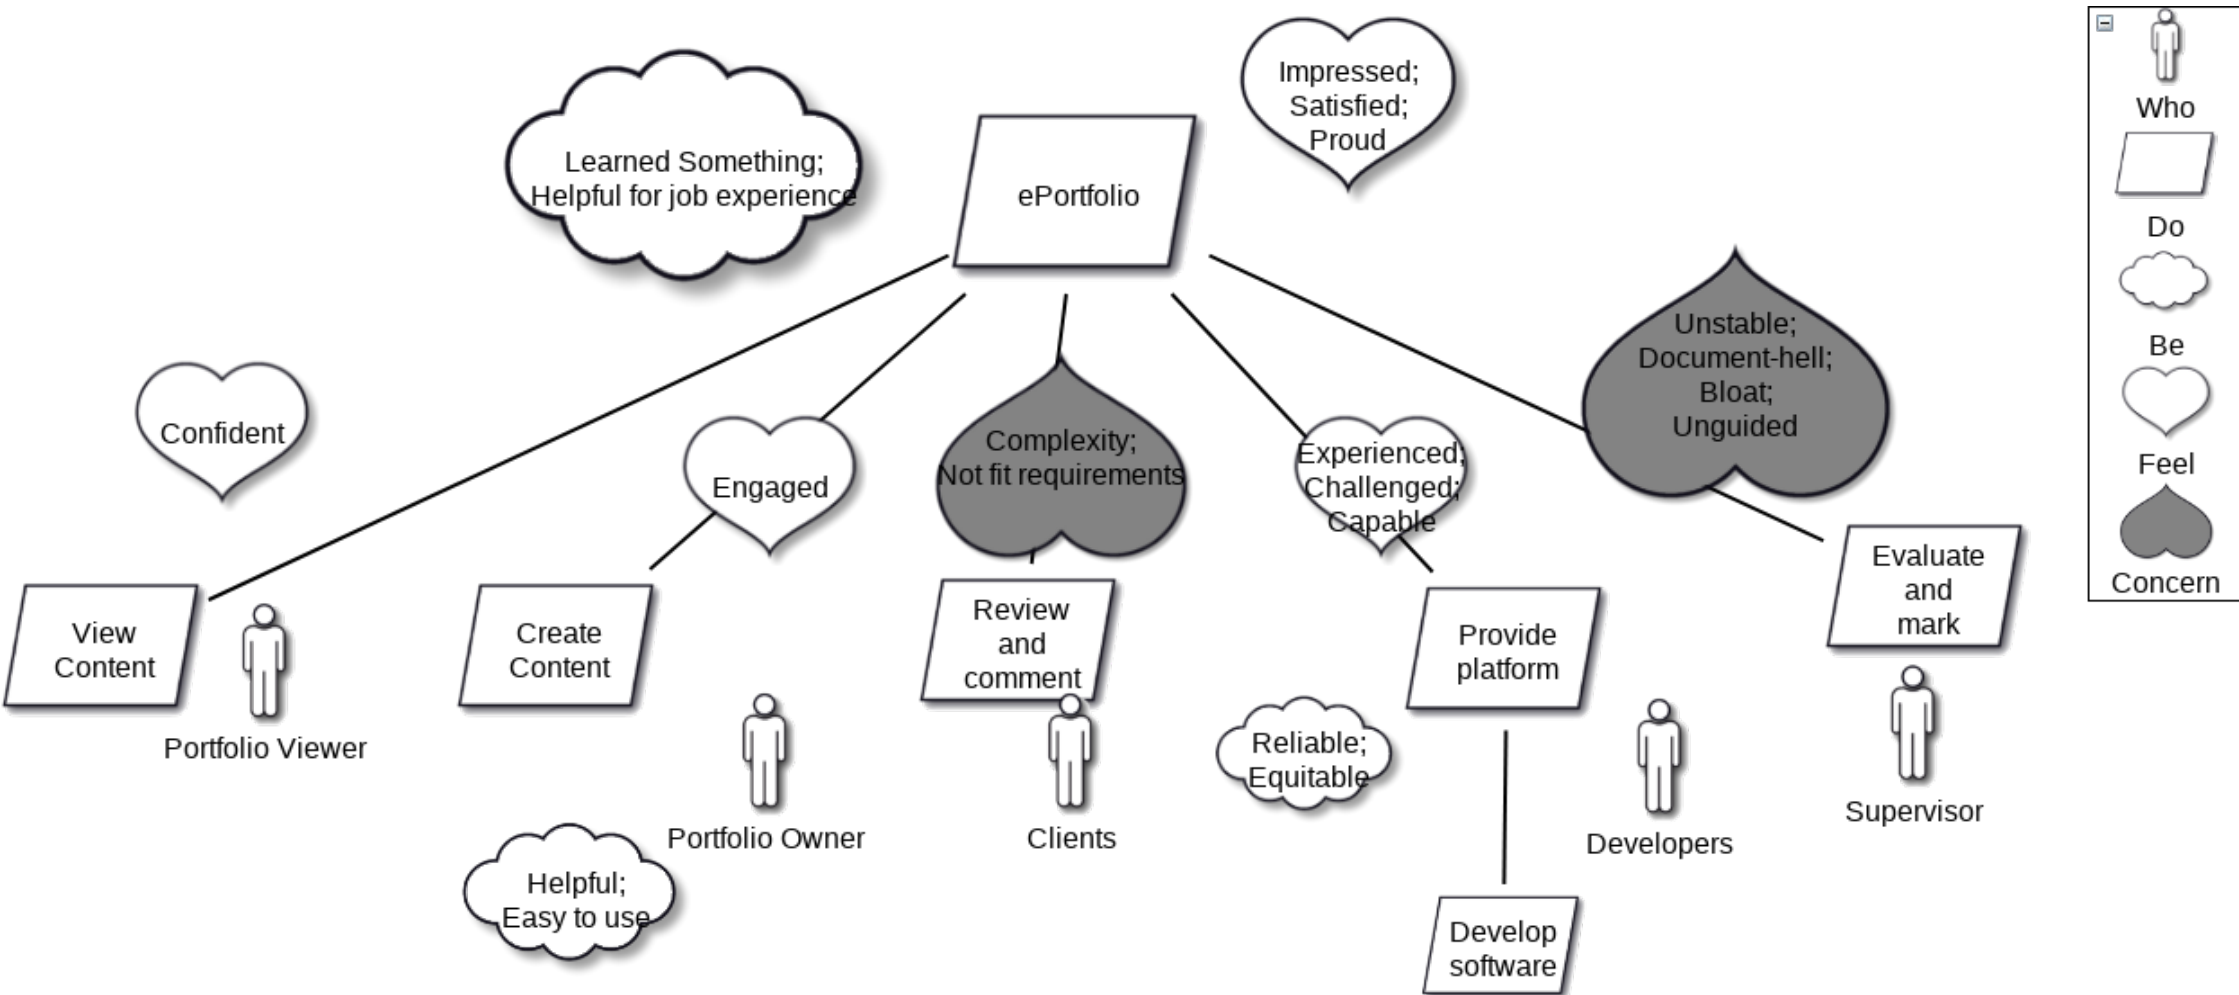 Learned Something;
Helpful for job experience
ePortfolio
Impressed;
Satisfied;
Proud
Confident
Engaged
Complexity;
Not fit requirements
Experienced;
Challenged;
Capable
Unstable;
Document-hell;
Bloat;
Unguided
View
Content
Portfolio Viewer
Create
Content
Portfolio Owner
Helpful;
Easy to use
Review
and
comment
Clients
Reliable;
Equitable
Provide
platform
Developers
Develop
software
Evaluate
and
mark
Supervisor
Who
Do
Be
Feel
Concern